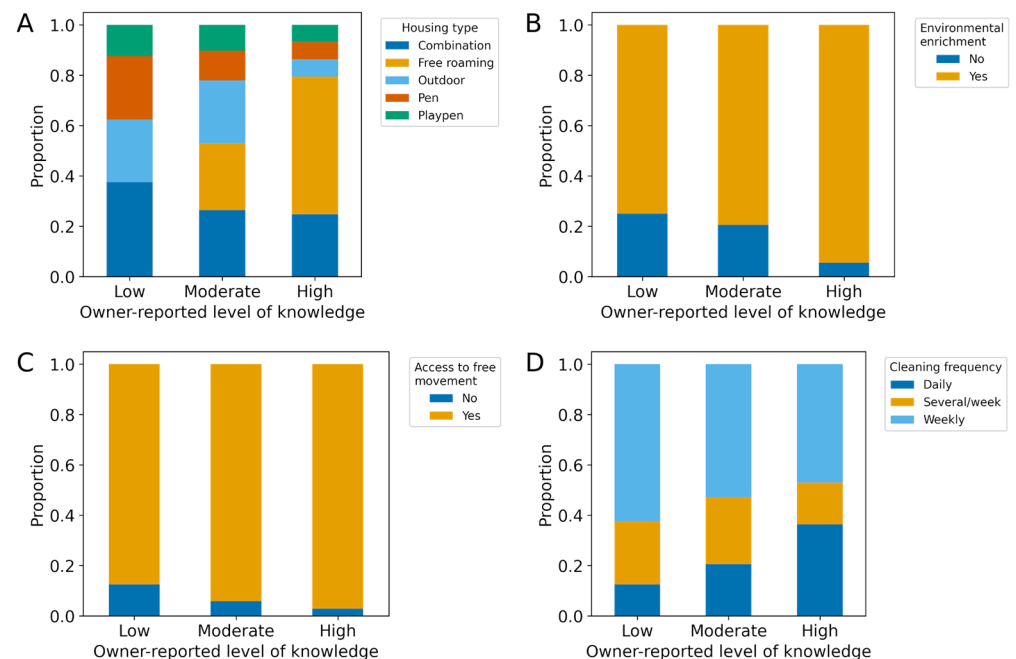 A
Housing type
Combination
Free roaming
Outdoor
Pen
Playpen
1.0
0.8
0.6
0.4
0.2
0.0
Proportion
Low Moderate High
Owner-reported level of knowledge
B
Environmental
enrichment
No
Yes
1.0
0.8
0.6
0.4
0.2
0.0
Proportion
Low Moderate High
Owner-reported level of knowledge
C
Access to free
movement
No
Yes
1.0
0.8
0.6
0.4
0.2
0.0
Proportion
Low Moderate High
Owner-reported level of knowledge
D
Cleaning frequency
Daily
Several/week
Weekly
1.0
0.8
0.6
0.4
0.2
0.0
Proportion
Low Moderate High
Owner-reported level of knowledge